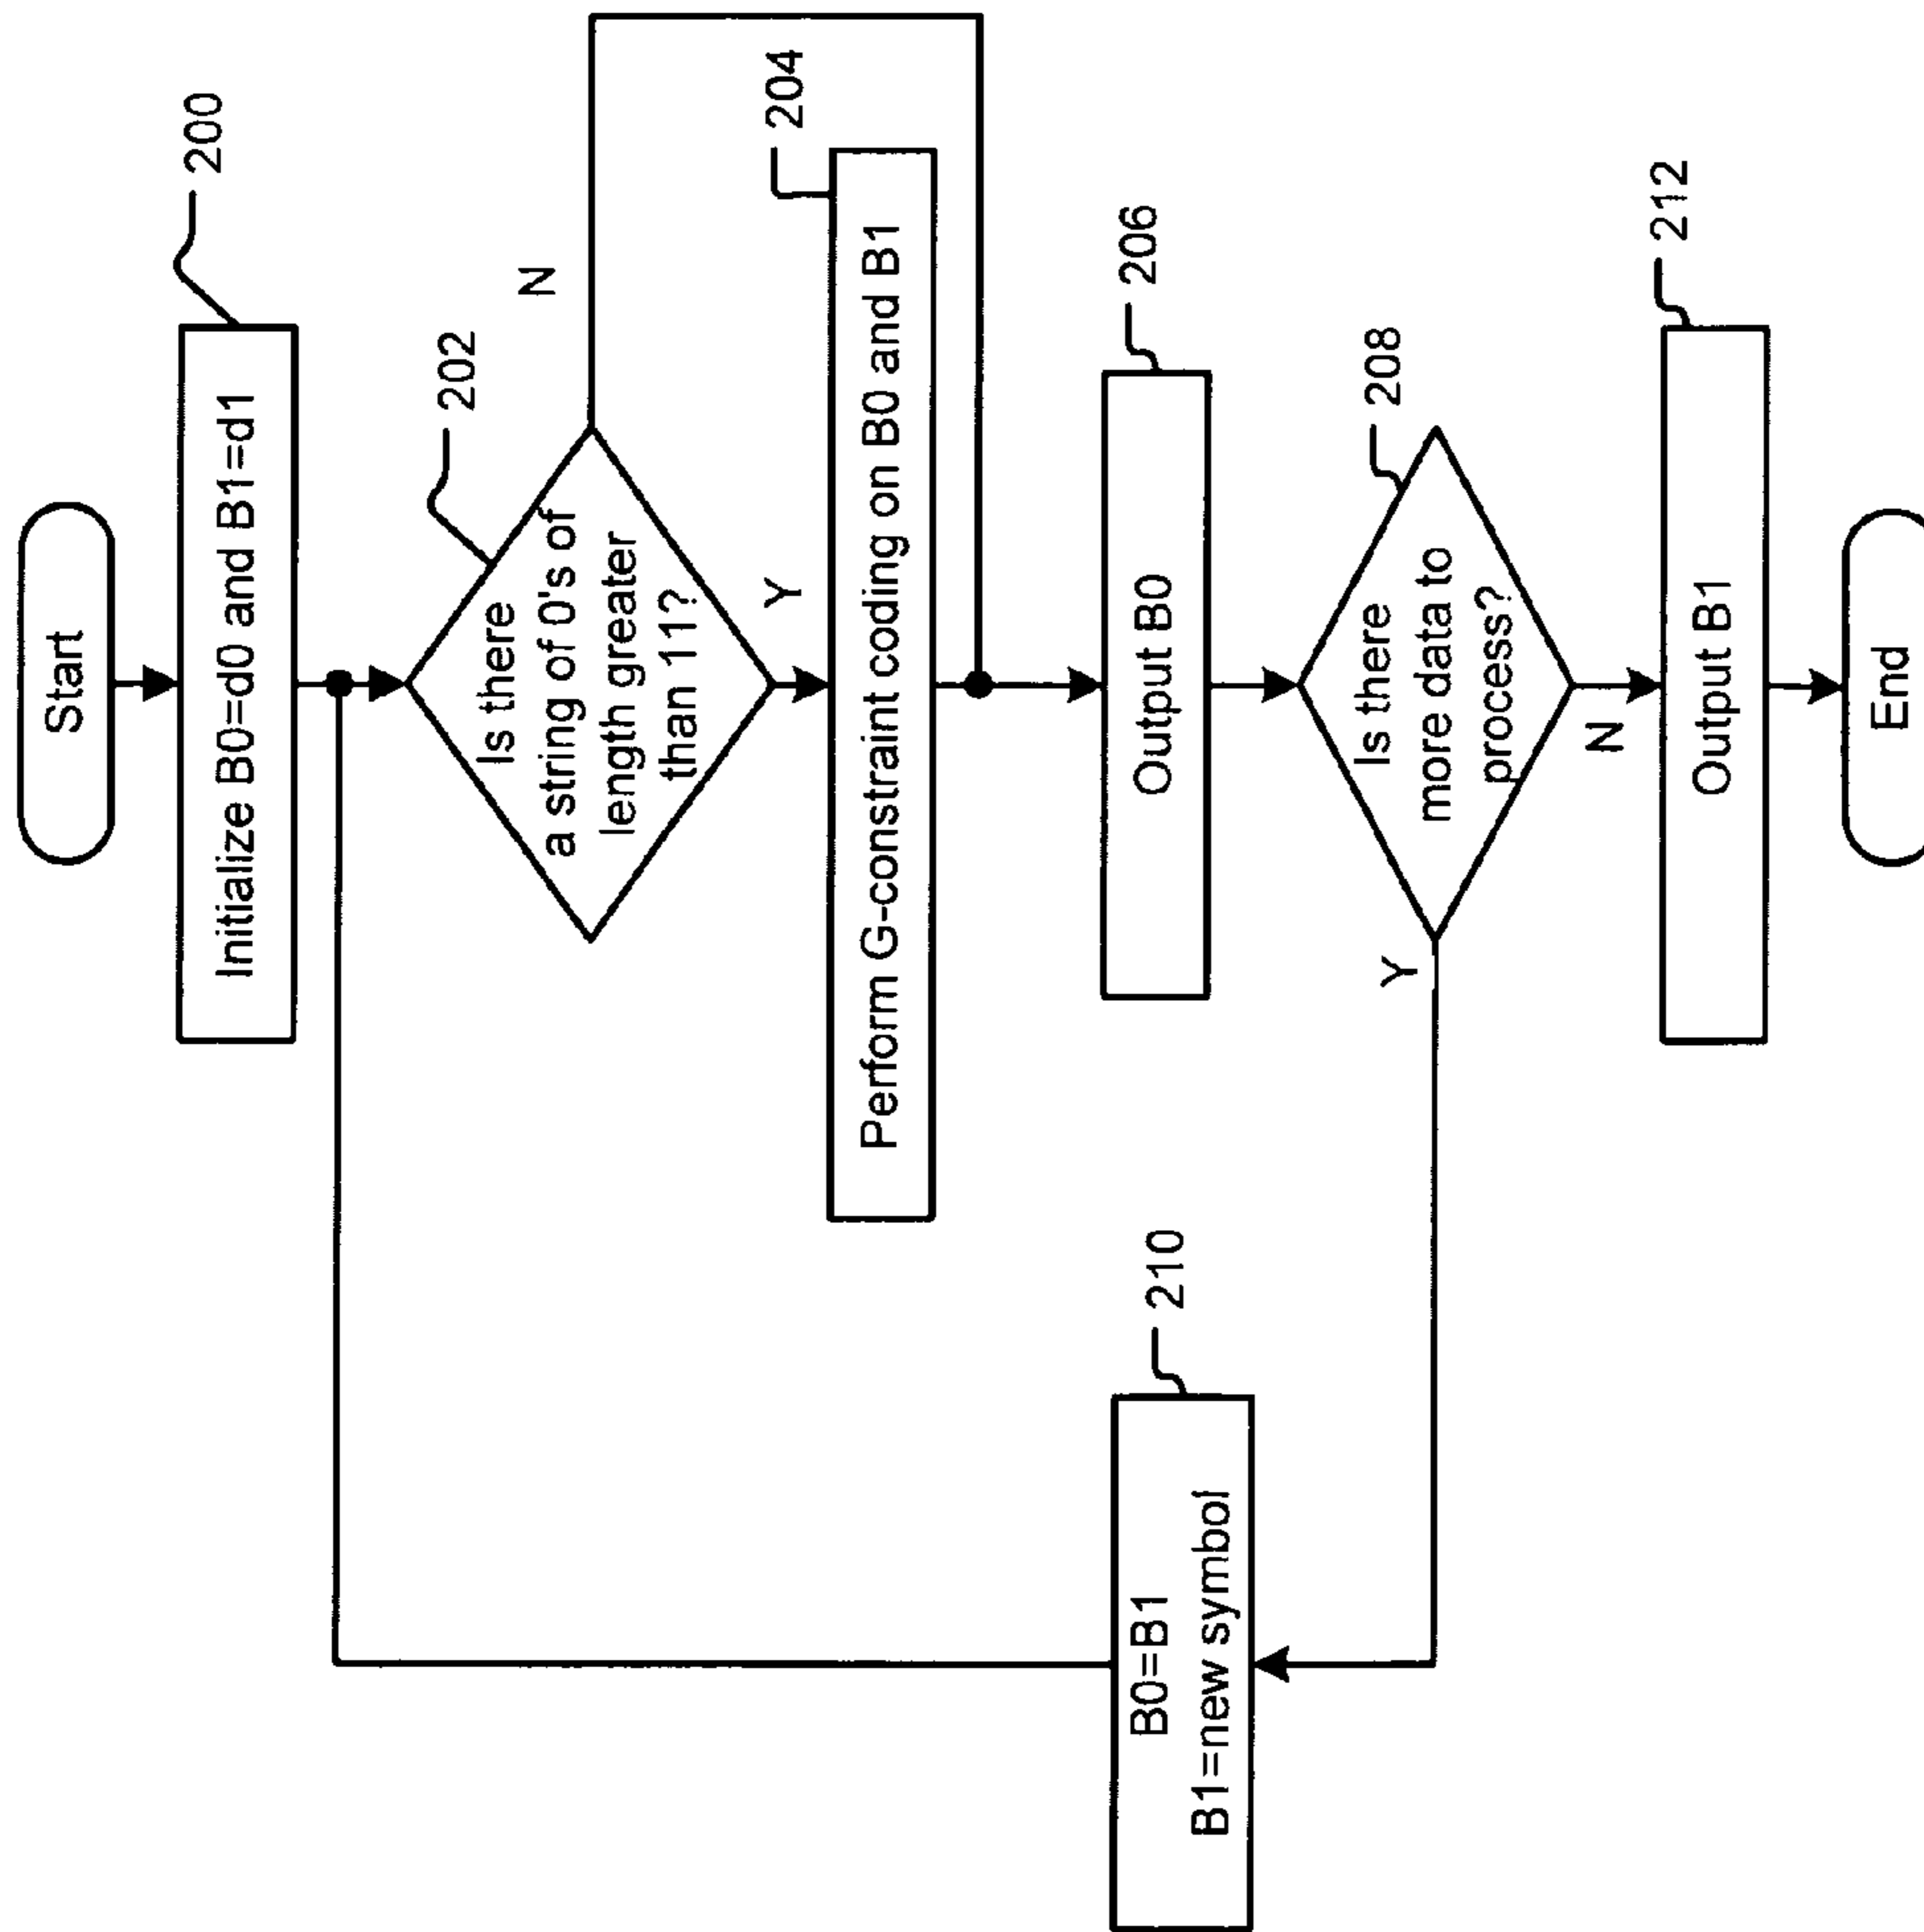 Start
Initialize B0=d0 and B1=d1
200
Is there
a string of 0's of
length greater
than 11?
202
N
Y
Perform G-constraint coding on B0 and B1
204
Output B0
206
Is there
more data to
process?
208
Y
N
B0=B1
B1=new symbol
210
Output B1
212
End